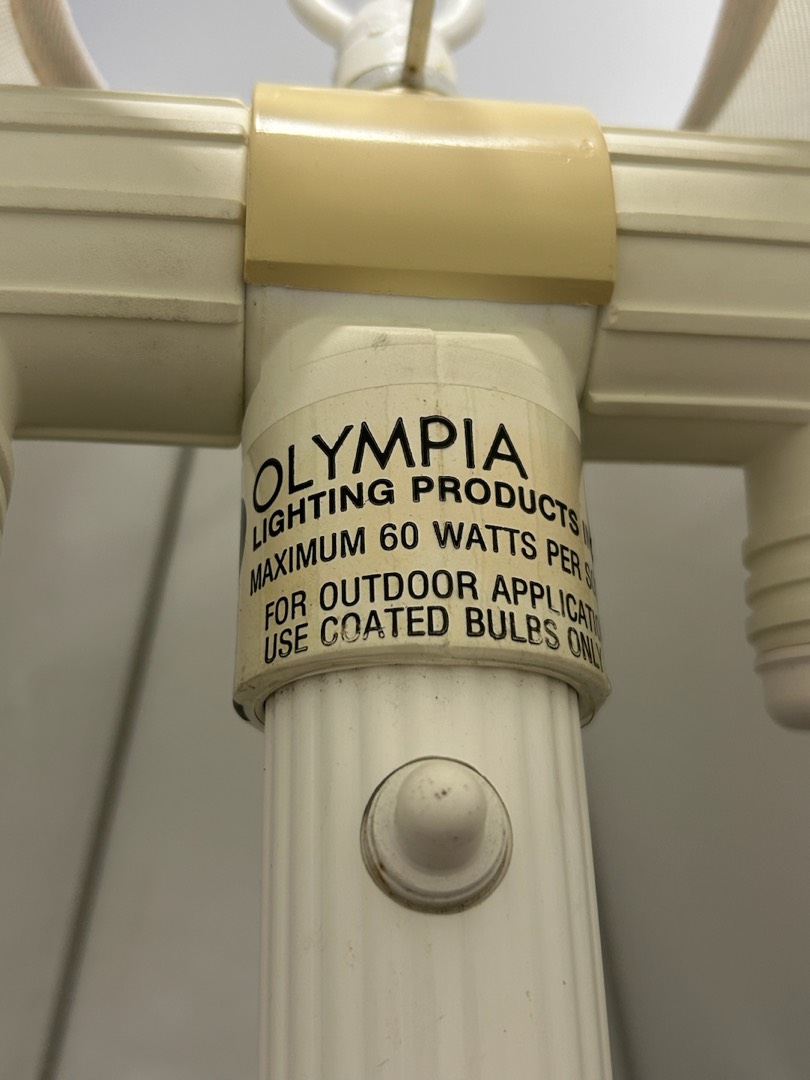 OLYMPIA
LIGHTING PRODUCTS
MAXIMUM 60 WATTS PER
FOR OUTDOOR
USE COATED BULBS ONLY